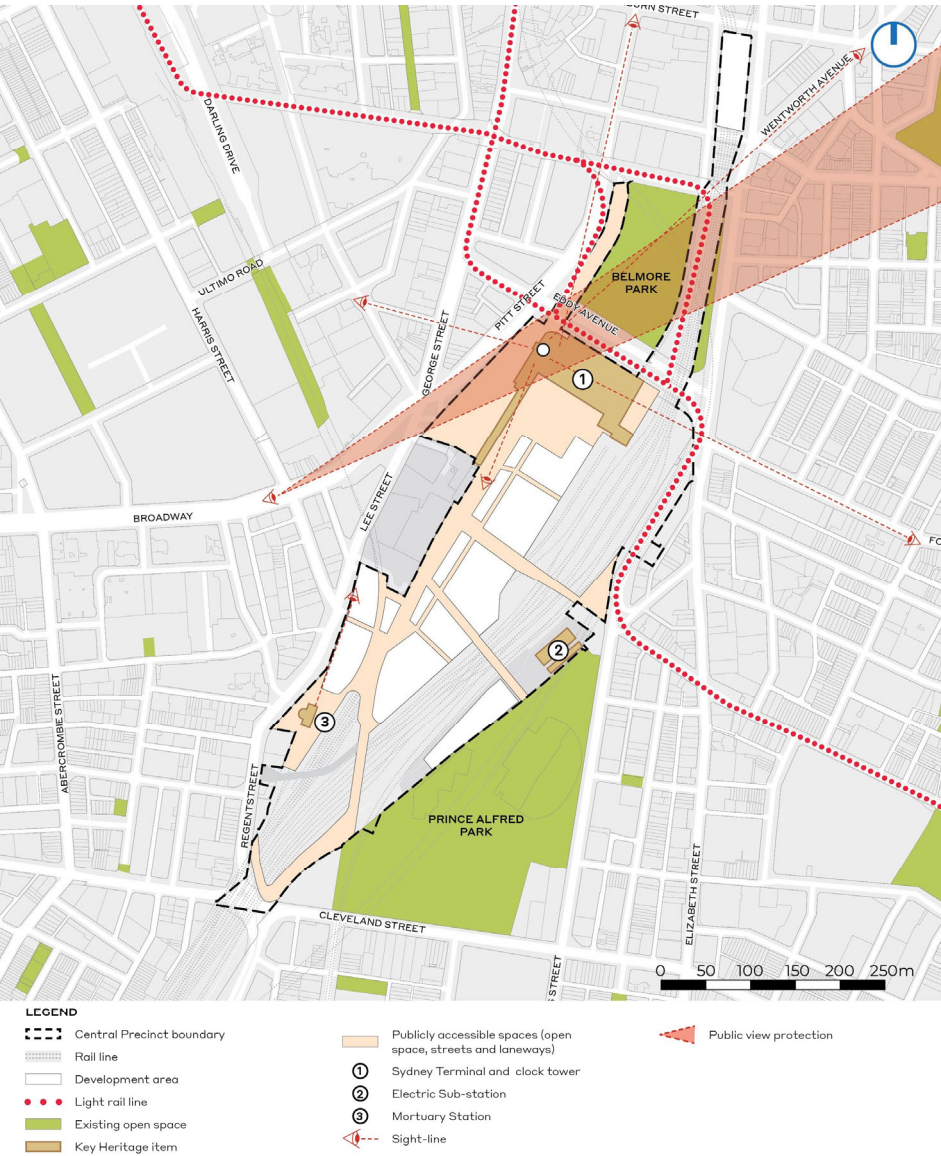 WENTWORTH AVENUE
DARLING DRIVE
ULTIMO ROAD
HARRIS STREET
BELMORE
PARK
EDDY AVENUE
PITT STREET
GEORGE STREET
1
LEE STREET
BROADWAY
2
3
ABERCROMBIE STREET
REGENT STREET
PRINCE ALFRED
PARK
ELIZABETH STREET
CLEVELAND STREET
STREET
0 50 100 150 200 250m
LEGEND
Central Precinct boundary
Rail line
Development area
Light rail line
Existing open space
Key Heritage item
Publicly accessible spaces (open
space, streets and laneways)
1 Sydney Terminal and clock tower
2 Electric Sub-station
3 Mortuary Station
Sight-line
Public view protection